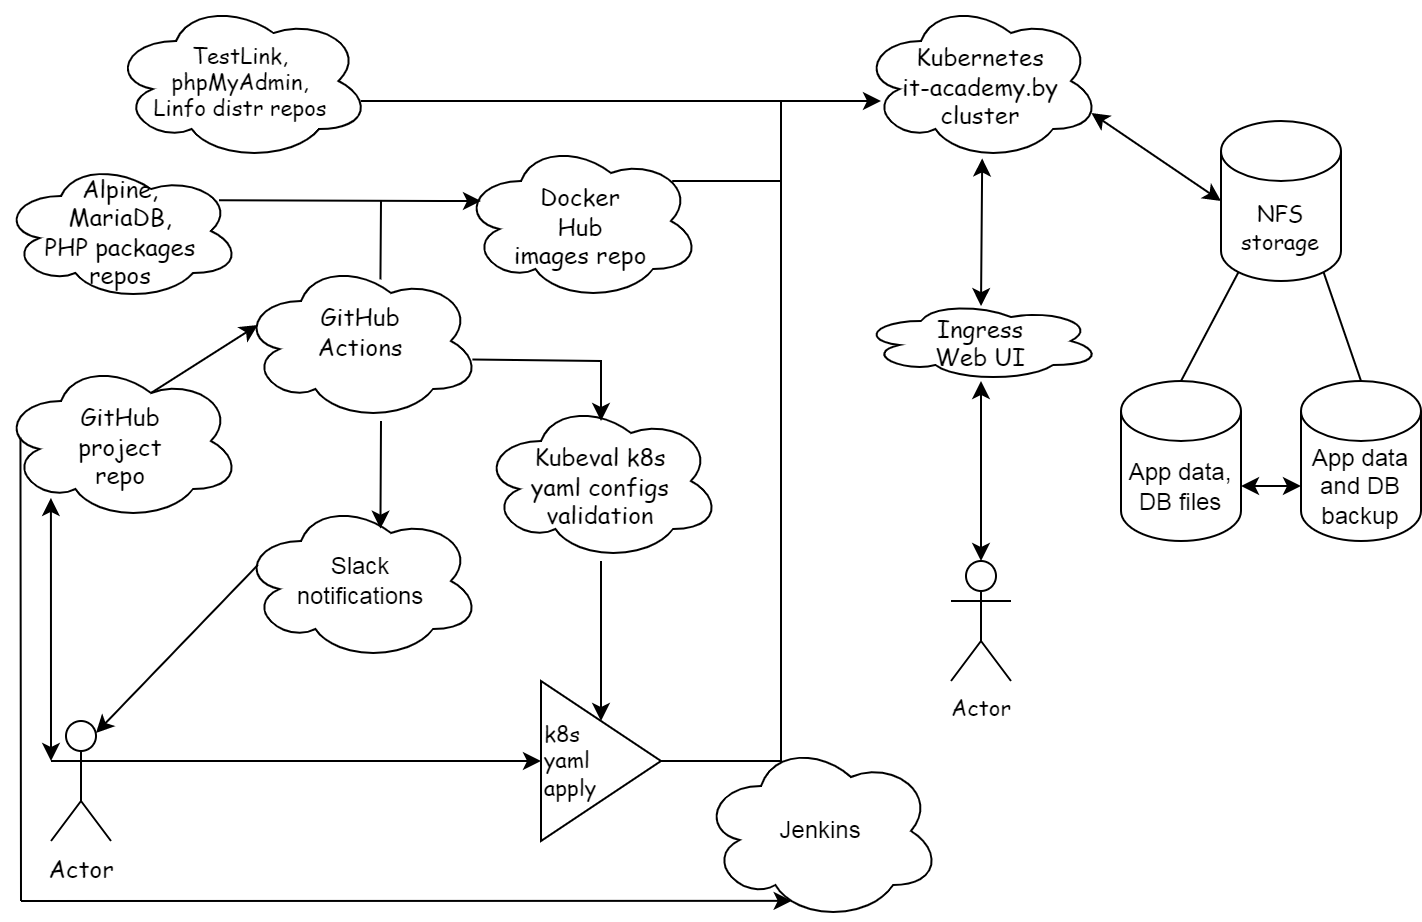 TestLink,
phpMyAdmin,
Linfo distr repos
Kubernetes
it-academy.by
cluster
Alpine,
MariaDB,
PHP packages
repos
Docker
Hub
images repo
NFS
storage
GitHub
Actions
Ingress
Web UI
GitHub
project
repo
Kubeval k8s
yaml configs
validation
App data,
DB files
App data
and DB
backup
Slack
notifications
Actor
k8s
yaml
apply
Jenkins
Actor